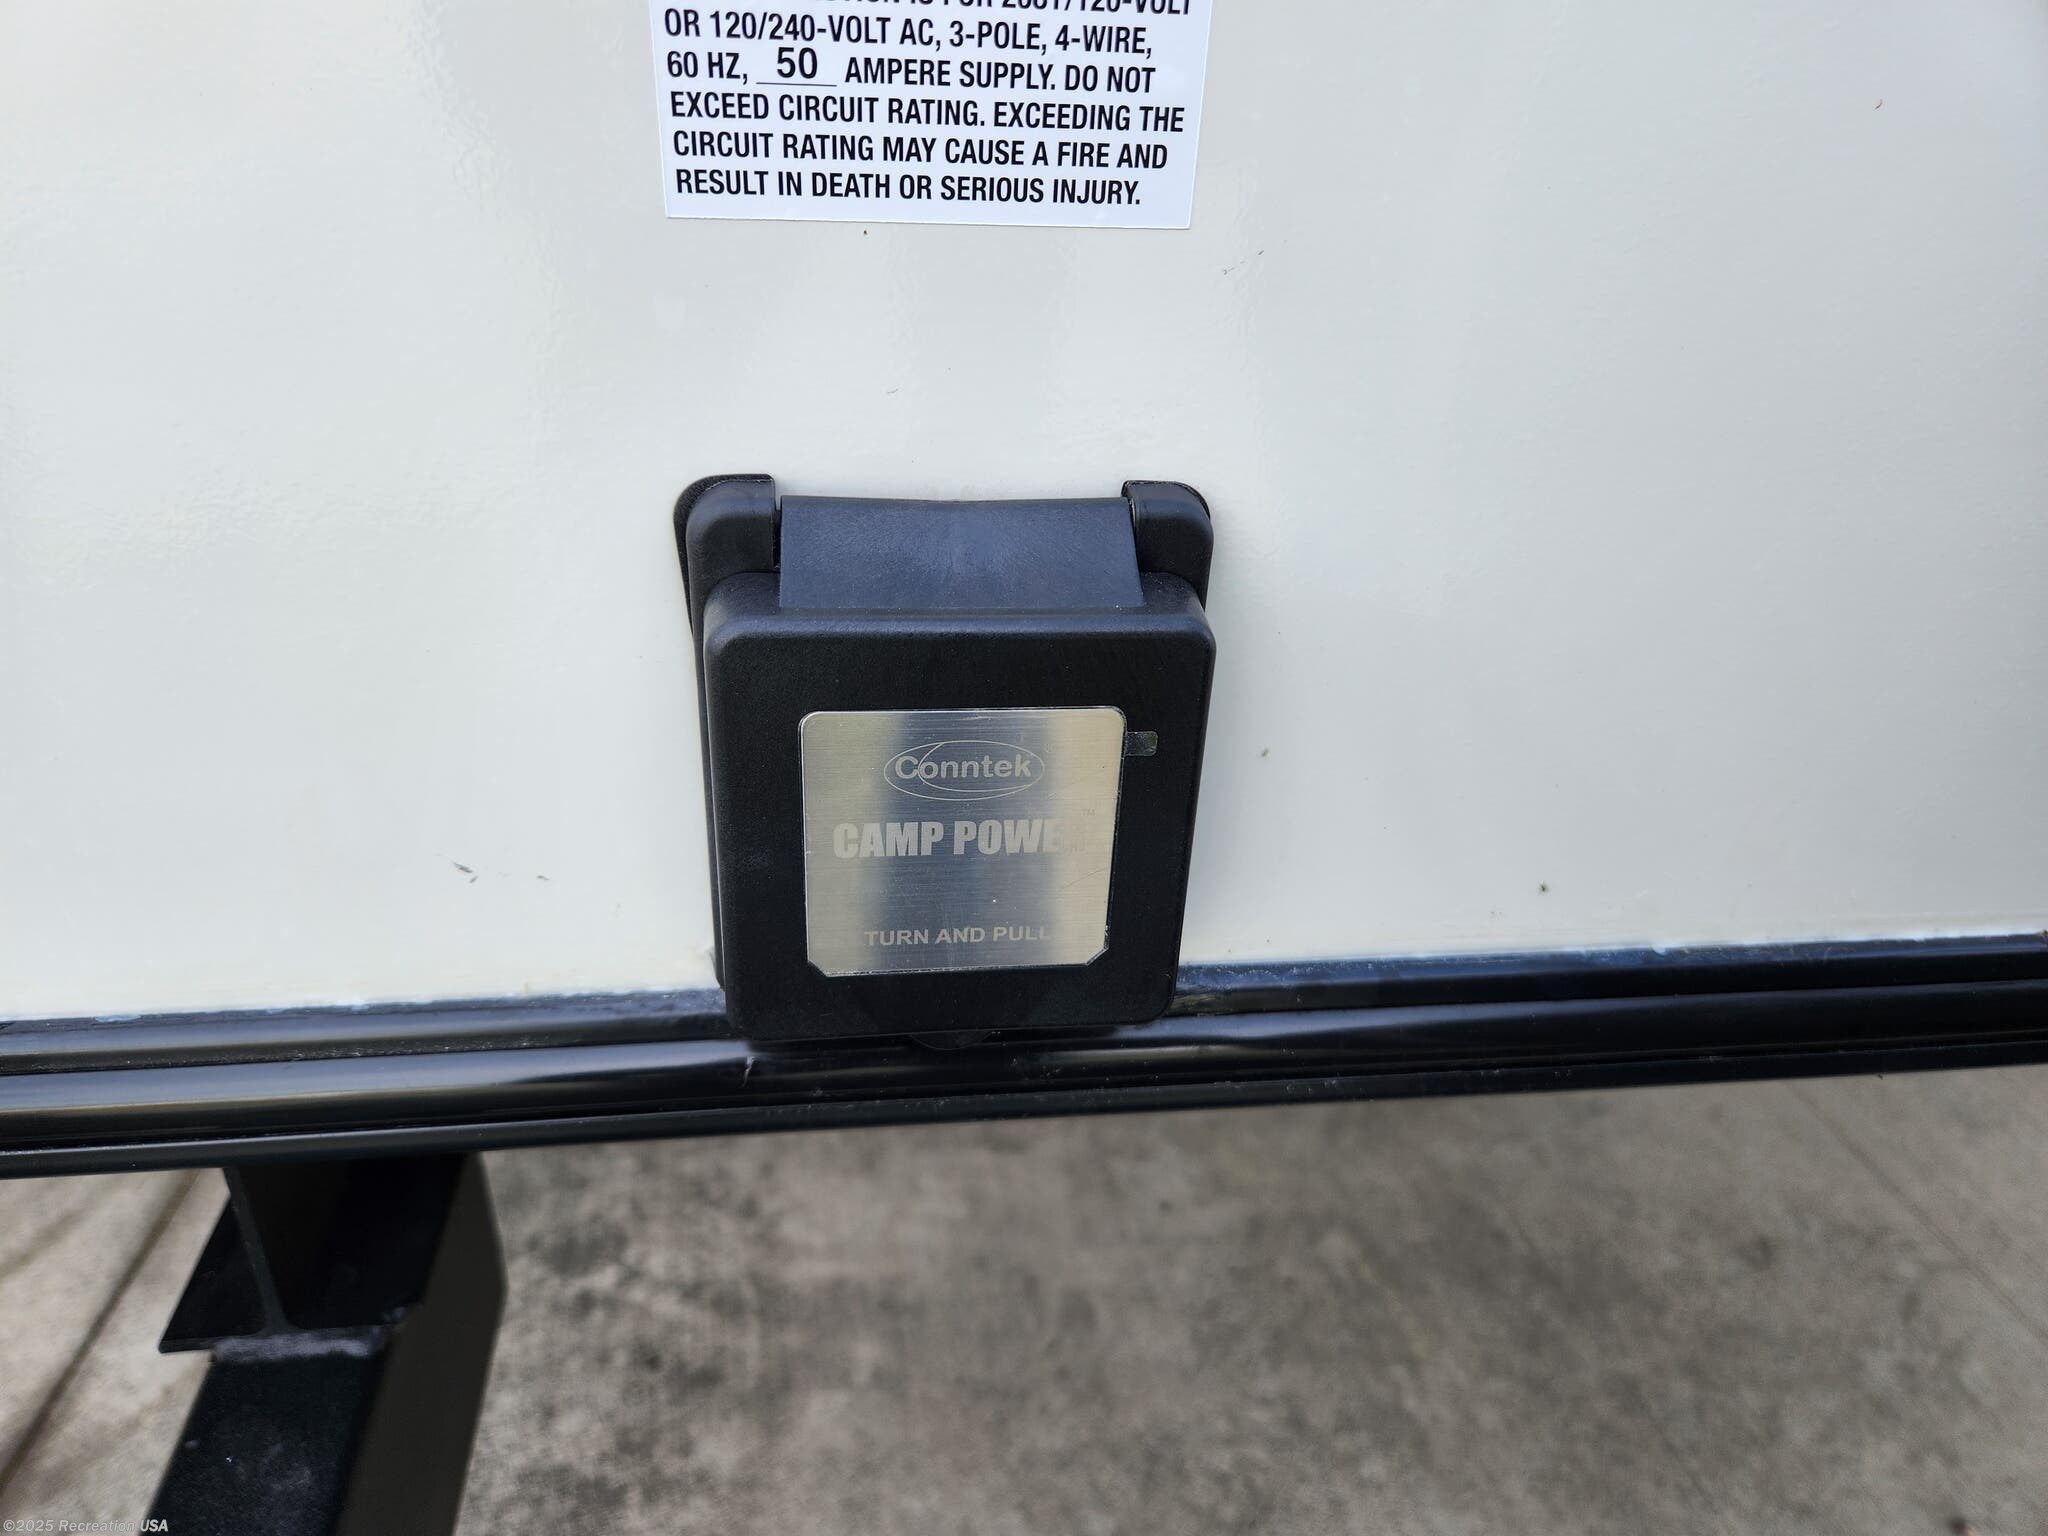 OR 120/240-VOLT AC, 3-POLE, 4-WIRE,
60 HZ, 50 AMPERE SUPPLY. DO NOT
EXCEED CIRCUIT RATING. EXCEEDING THE
CIRCUIT RATING MAY CAUSE A FIRE AND
RESULT IN DEATH OR SERIOUS INJURY.
Conntek
CAMP POWER™
TURN AND PULL
©2025 Recreation USA